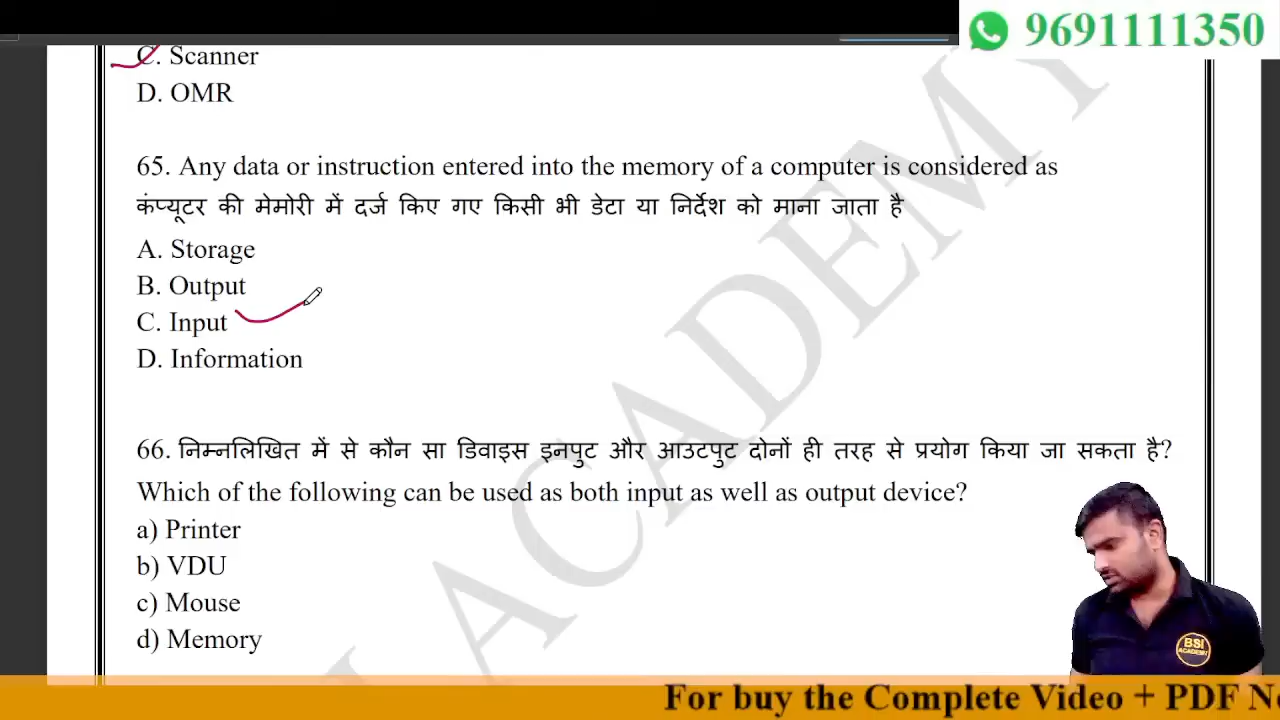 9691111350
C. Scanner
D. OMR
65. Any data or instruction entered into the memory of a computer is considered as
कंप्यूटर की मेमोरी में दर्ज किए गए किसी भी डेटा या निर्देश को माना जाता है
A. Storage
B. Output
C. Input
D. Information
66. निम्नलिखित में से कौन सा डिवाइस इनपुट और आउटपुट दोनों ही तरह से प्रयोग किया जा सकता है?
Which of the following can be used as both input as well as output device?
a) Printer
b) VDU
c) Mouse
d) Memory
ACADEMY
BSI
ACADEMY
For buy the Complete Video + PDF